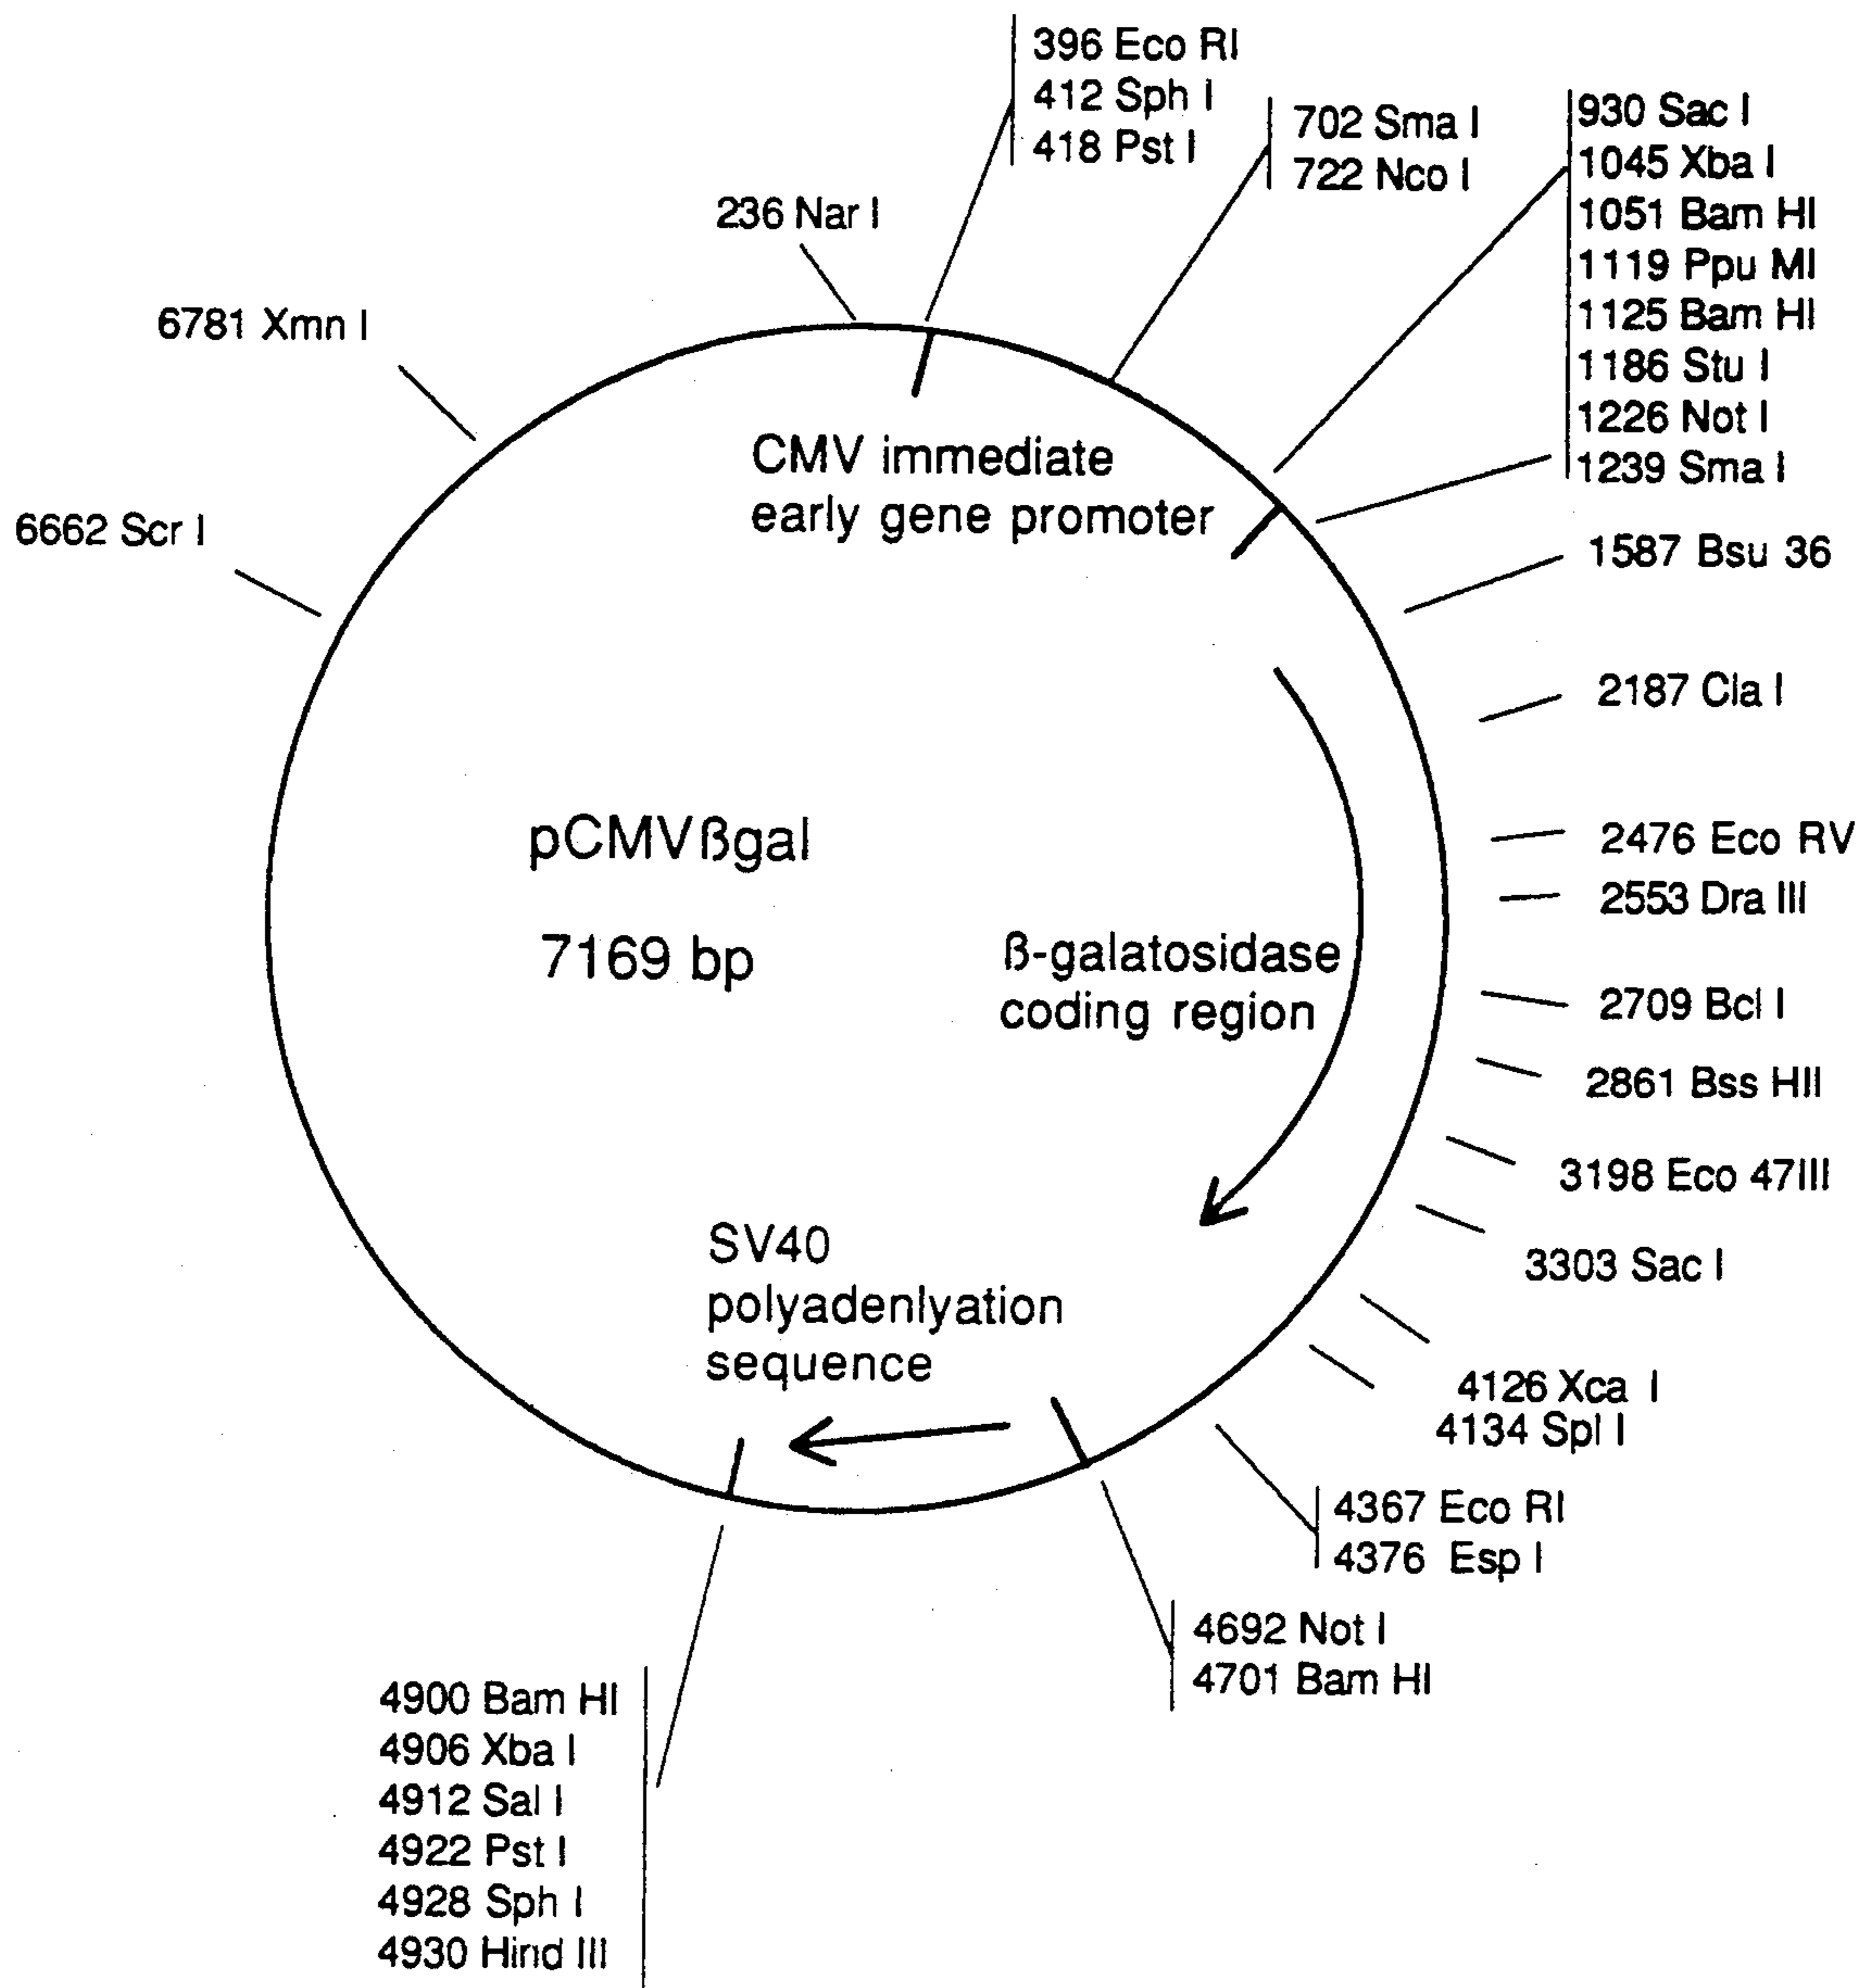 396 Eco RI
412 Sph I
418 Pst I
702 Sma I
722 Nco I
930 Sac I
1045 Xba I
1051 Bam HI
1119 Ppu MI
1125 Bam HI
1186 Stu I
1226 Not I
1239 Sma I
236 Nar I
6781 Xmn I
6662 Scr I
CMV immediate
early gene promoter
1587 Bsu 36
2187 Cla I
2476 Eco RV
2553 Dra III
2709 Bcl I
2861 Bss HII
3198 Eco 47III
3303 Sac I
4126 Xca I
4134 Spl I
4367 Eco RI
4376 Esp I
4692 Not I
4701 Bam HI
pCMVßgal
7169 bp
ß-galatosidase
coding region
SV40
polyadenlyation
sequence
4900 Bam HI
4906 Xba I
4912 Sal I
4922 Pst I
4928 Sph I
4930 Hind III